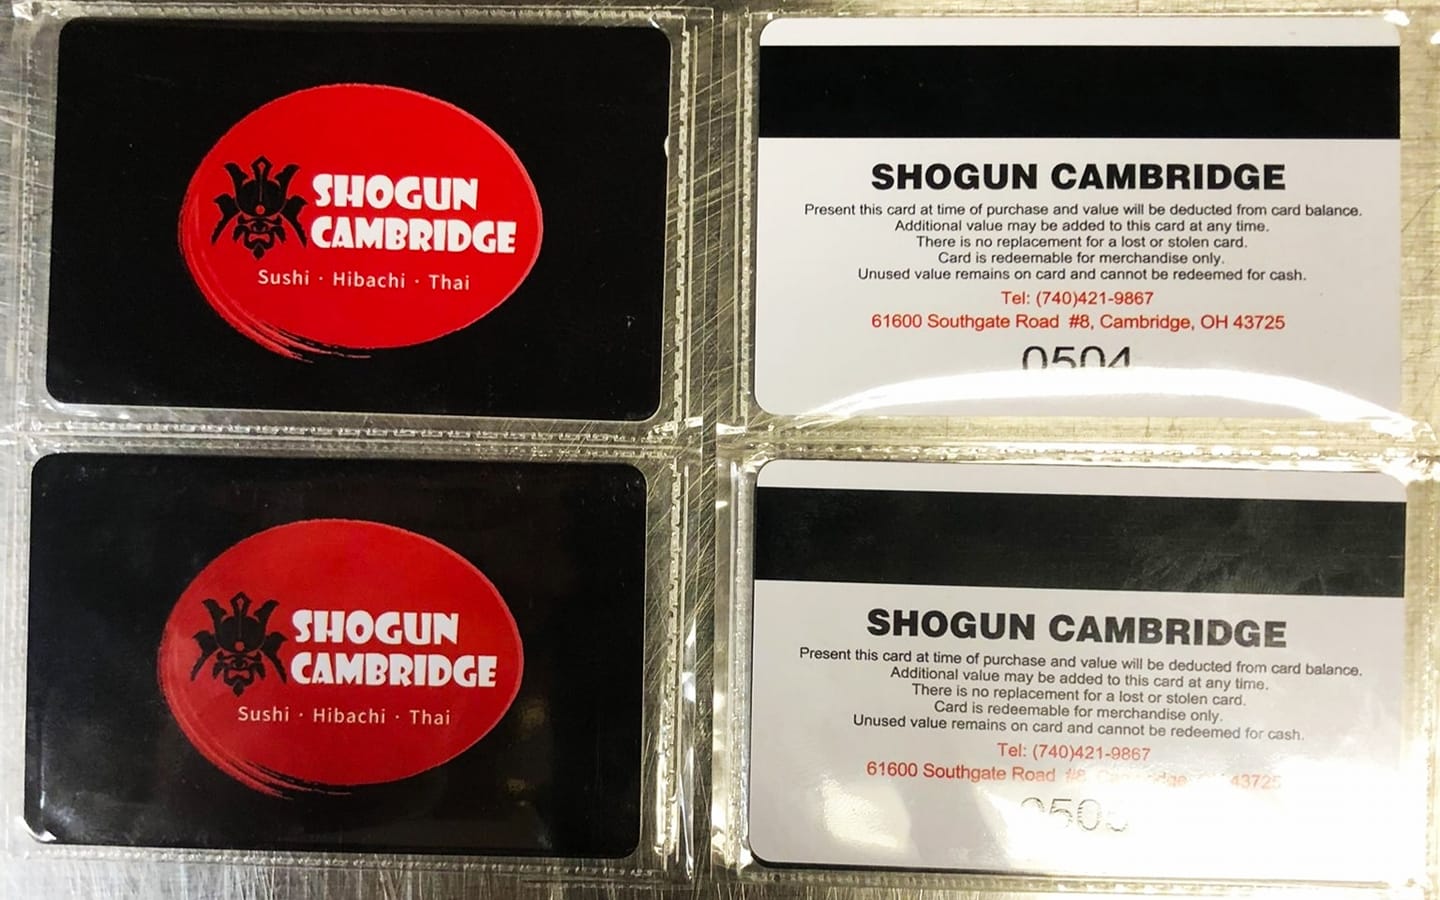 SHOGUN
CAMBRIDGE
Sushi · Hibachi · Thai
SHOGUN CAMBRIDGE
Present this card at time of purchase and value will be deducted from card balance.
Additional value may be added to this card at any time.
There is no replacement for a lost or stolen card.
Card is redeemable for merchandise only.
Unused value remains on card and cannot be redeemed for cash.
Tel: (740)421-9867
61600 Southgate Road #8, Cambridge, OH 43725
0504
SHOGUN
CAMBRIDGE
Sushi · Hibachi · Thai
SHOGUN CAMBRIDGE
Present this card at time of purchase and value will be deducted from card balance.
Additional value may be added to this card at any time.
There is no replacement for a lost or stolen card.
Card is redeemable for merchandise only.
Unused value remains on card and cannot be redeemed for cash.
Tel: (740)421-9867
61600 Southgate Road #8, 43725